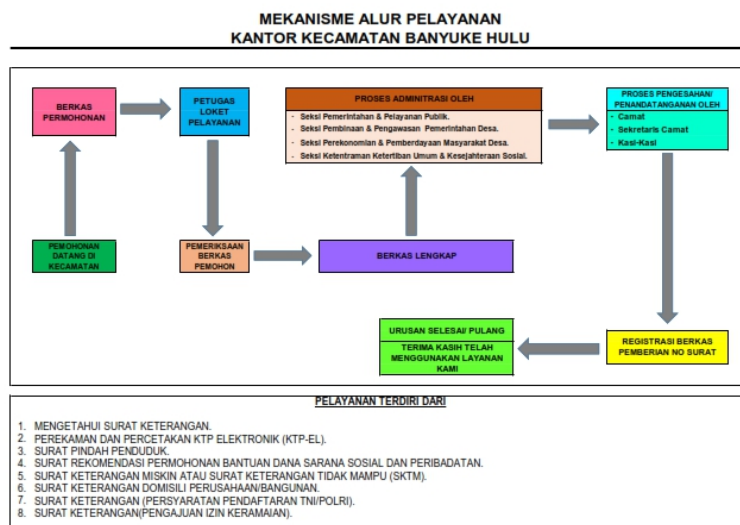 MEKANISME ALUR PELAYANAN
KANTOR KECAMATAN BANYUKE HULU
BERKAS
PERMOHONAN
PETUGAS
LOKET
PELAYANAN
PROSES ADMINITRASI OLEH
- Seksi Pemerintahan & Pelayanan Publik.
- Seksi Pembinaan & Pengawasan Pemerintahan Desa.
- Seksi Perekonomian & Pemberdayaan Masyarakat Desa.
- Seksi Ketentraman Ketertiban Umum & Kesejahteraan Sosial.
PROSES PENGESAHAN/
PENANDATANGANAN OLEH
- Camat
- Sekretaris Camat
- Kasi-Kasi
PEMOHONAN
DATANG DI
KECAMATAN
PEMERIKSAAN
BERKAS
PEMOHON
BERKAS LENGKAP
URUSAN SELESAI/ PULANG
TERIMA KASIH TELAH
MENGGUNAKAN LAYANAN
KAMI
REGISTRASI BERKAS
PEMBERIAN NO SURAT
PELAYANAN TERDIRI DARI
1. MENGETAHUI SURAT KETERANGAN.
2. PEREKAMAN DAN PERCETAKAN KTP ELEKTRONIK (KTP-EL).
3. SURAT PINDAH PENDUDUK.
4. SURAT REKOMENDASI PERMOHONAN BANTUAN DANA SARANA SOSIAL DAN PERIBADATAN.
5. SURAT KETERANGAN MISKIN ATAU SURAT KETERANGAN TIDAK MAMPU (SKTM).
6. SURAT KETERANGAN DOMISILI PERUSAHAAN/BANGUNAN.
7. SURAT KETERANGAN (PERSYARATAN PENDAFTARAN TNI/POLRI).
8. SURAT KETERANGAN(PENGAJUAN IZIN KERAMAIAN).